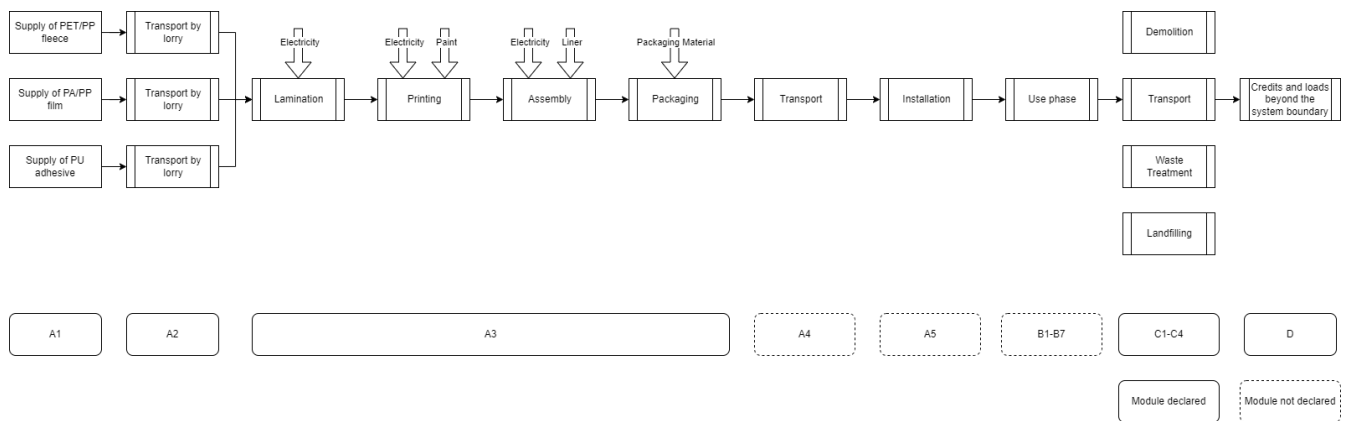 Supply of PET/PP
fleece
Transport by
lorry
Demolition
Electricity
Electricity
Paint
Electricity
Liner
Packaging Material
Supply of PA/PP
film
Transport by
lorry
Lamination
Printing
Assembly
Packaging
Transport
Installation
Use phase
Transport
Credits and loads
beyond the
system boundary
Supply of PU
adhesive
Transport by
lorry
Waste
Treatment
Landfilling
A1
A2
A3
A4
A5
B1-B7
C1-C4
D
Module declared
Module not declared